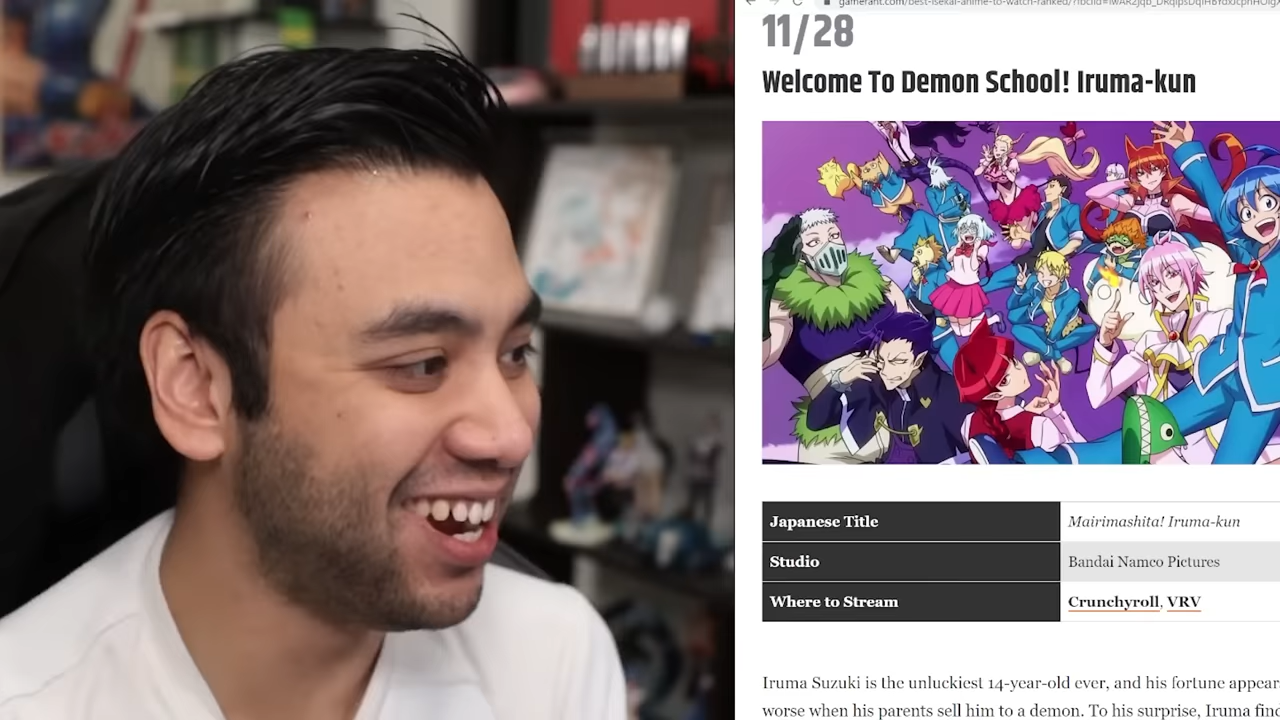 11/28
Welcome To Demon School! Iruma-kun
Japanese Title
Mairimashita! Iruma-kun
Studio
Bandai Namco Pictures
Where to Stream
Crunchyroll, VRV
Iruma Suzuki is the unluckiest 14-year-old ever, and his fortune appear
worse when his parents sell him to a demon. To his surprise, Iruma find